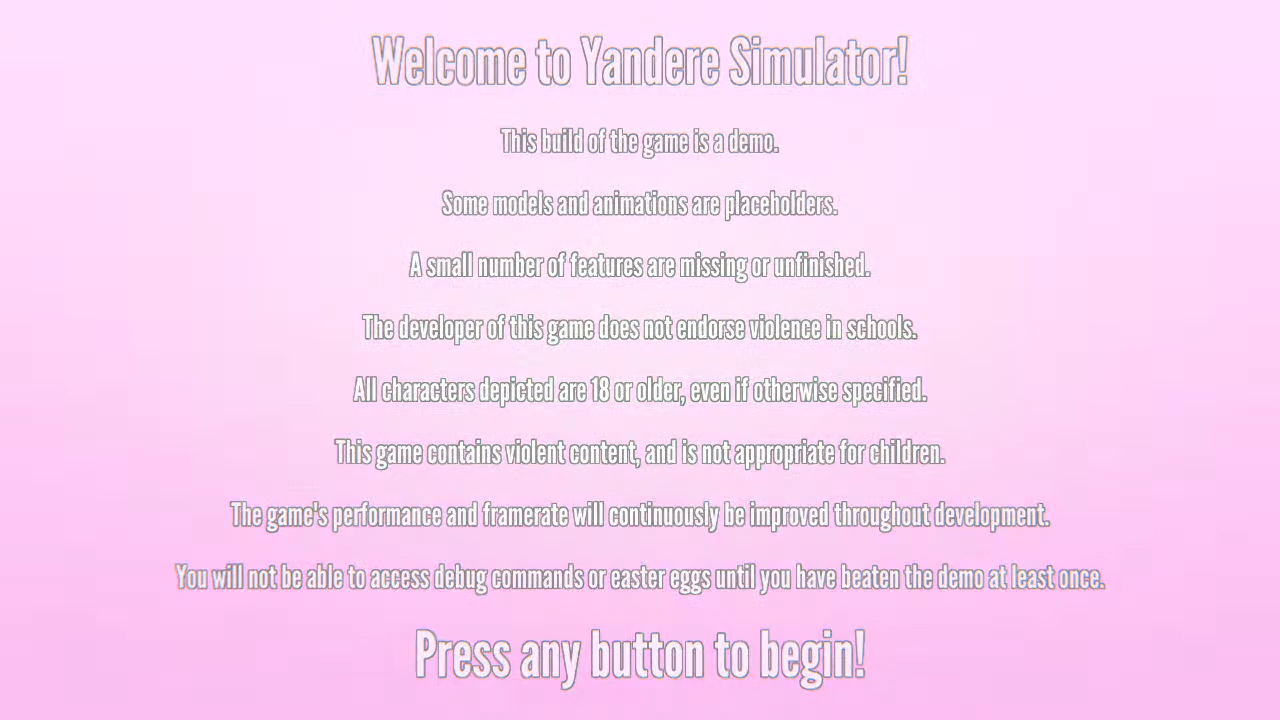 Welcome to Yandere Simulator!
This build of the game is a demo.
Some models and animations are placeholders.
A small number of features are missing or unfinished.
The developer of this game does not endorse violence in schools.
All characters depicted are 18 or older, even if otherwise specified.
This game contains violent content, and is not appropriate for children.
The game's performance and framerate will continuously be improved throughout development.
You will not be able to access debug commands or easter eggs until you have beaten the demo at least once.
Press any button to begin!